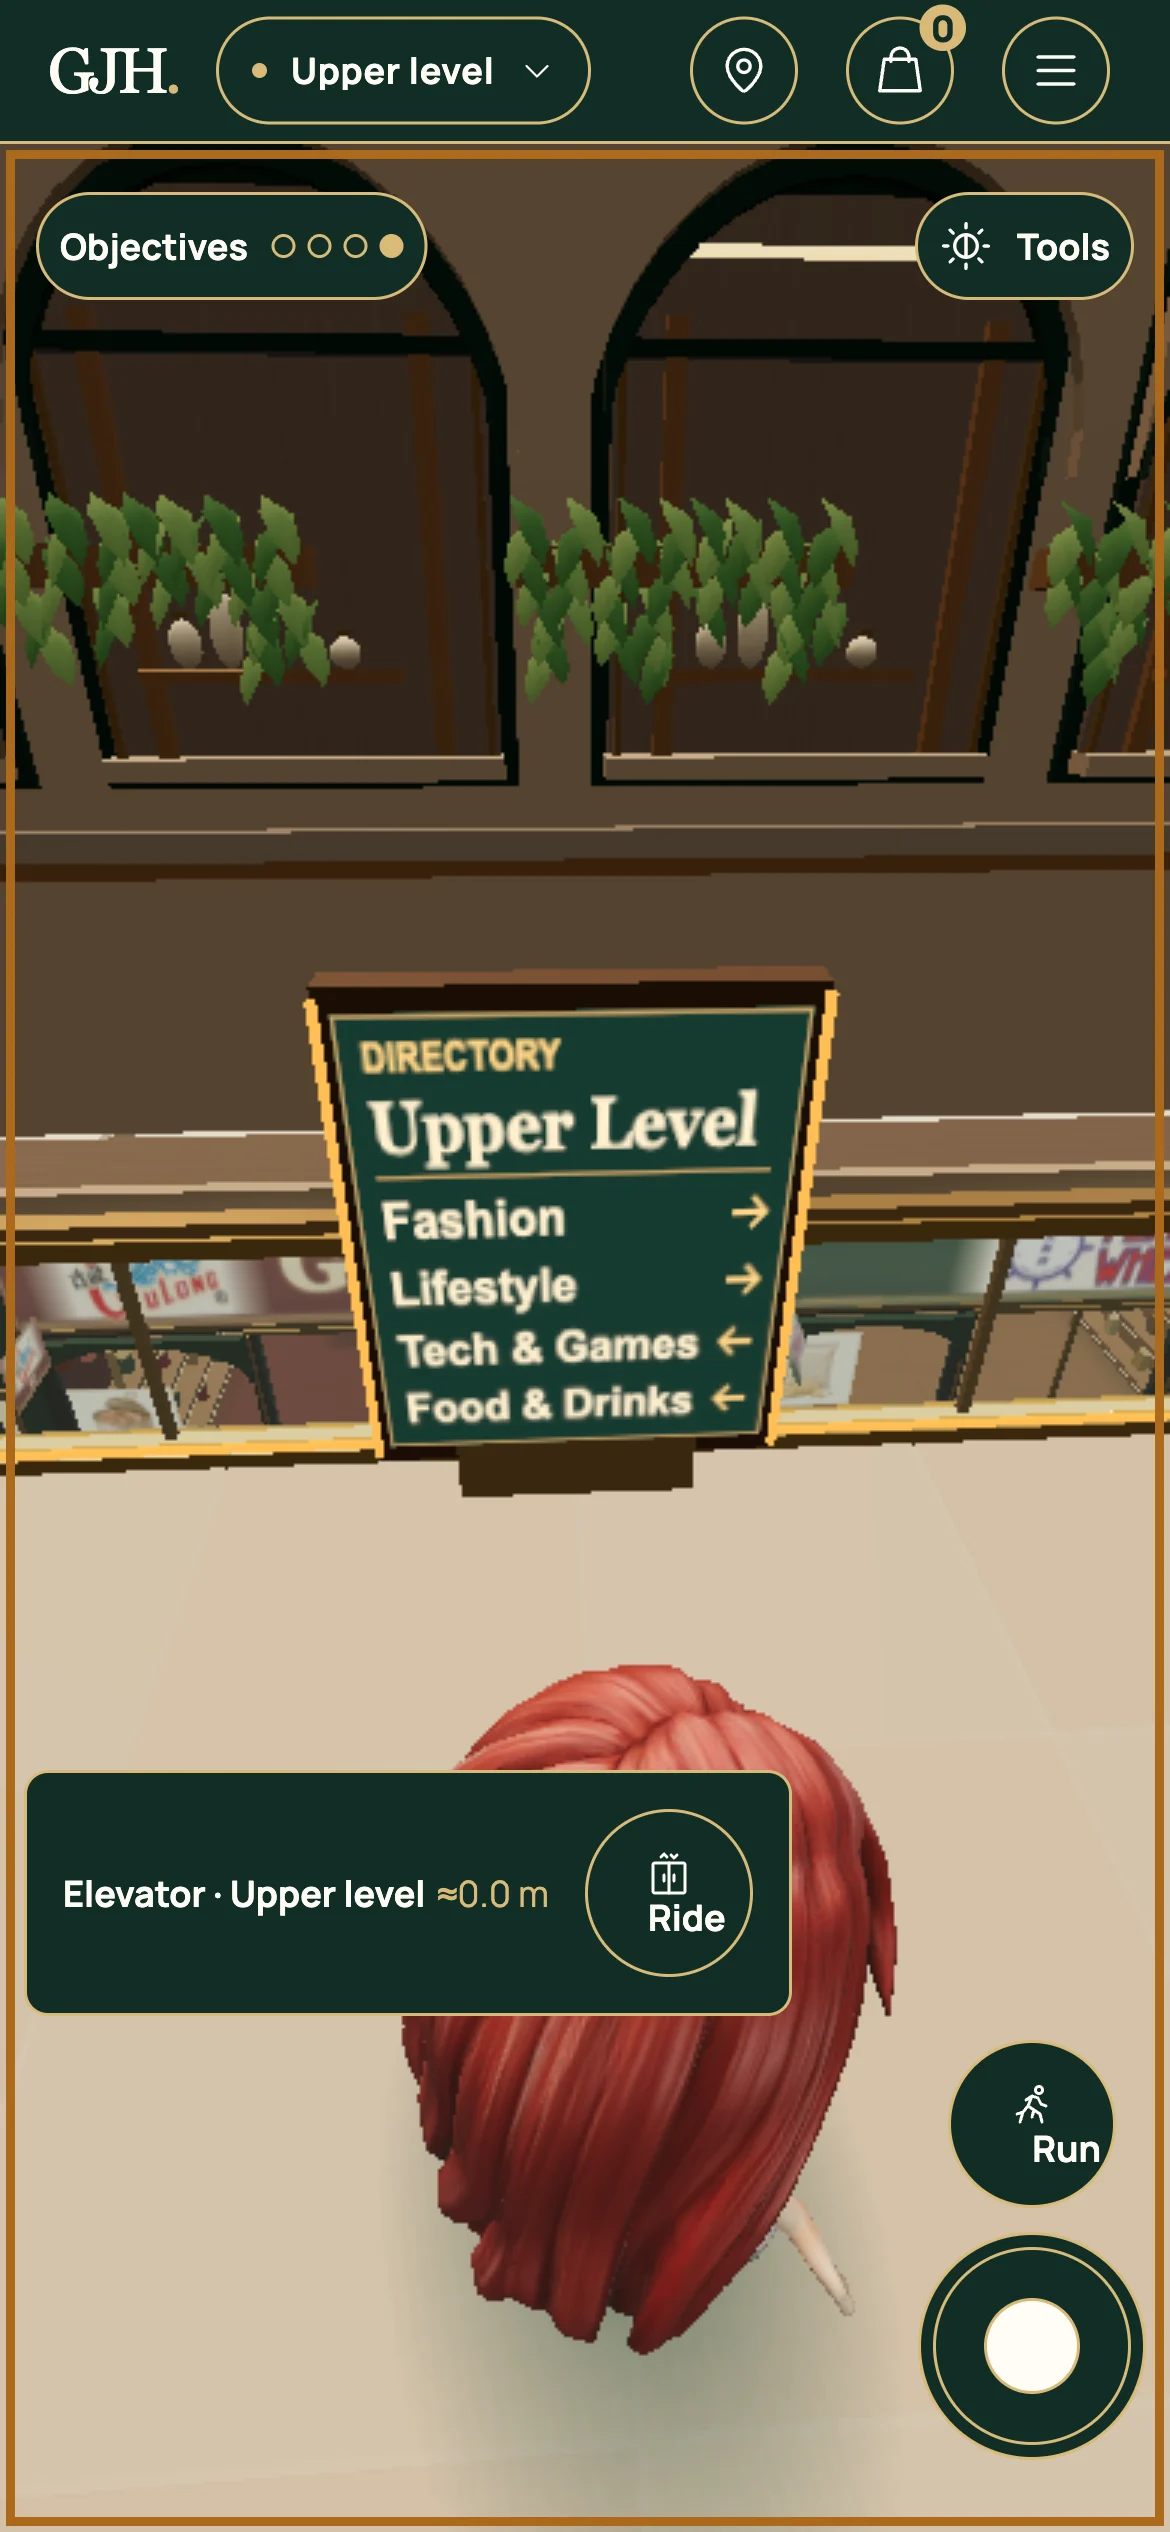 GJH.
Upper level
0
Objectives
Tools
DIRECTORY
Upper Level
Fashion →
Lifestyle →
Tech & Games ←
Food & Drinks ←
Elevator · Upper level ≈0.0 m
Ride
Run